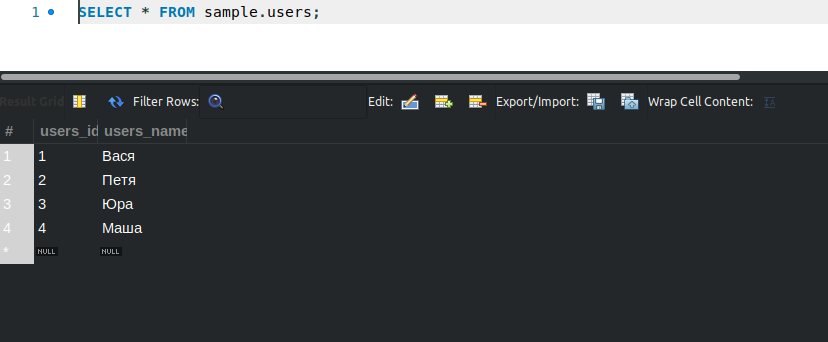 1 SELECT * FROM sample.users;
Result Grid Filter Rows: Edit: Export/Import: Wrap Cell Content:
# users_id users_name
1 1 Вася
2 2 Петя
3 3 Юра
4 4 Маша
* NULL NULL